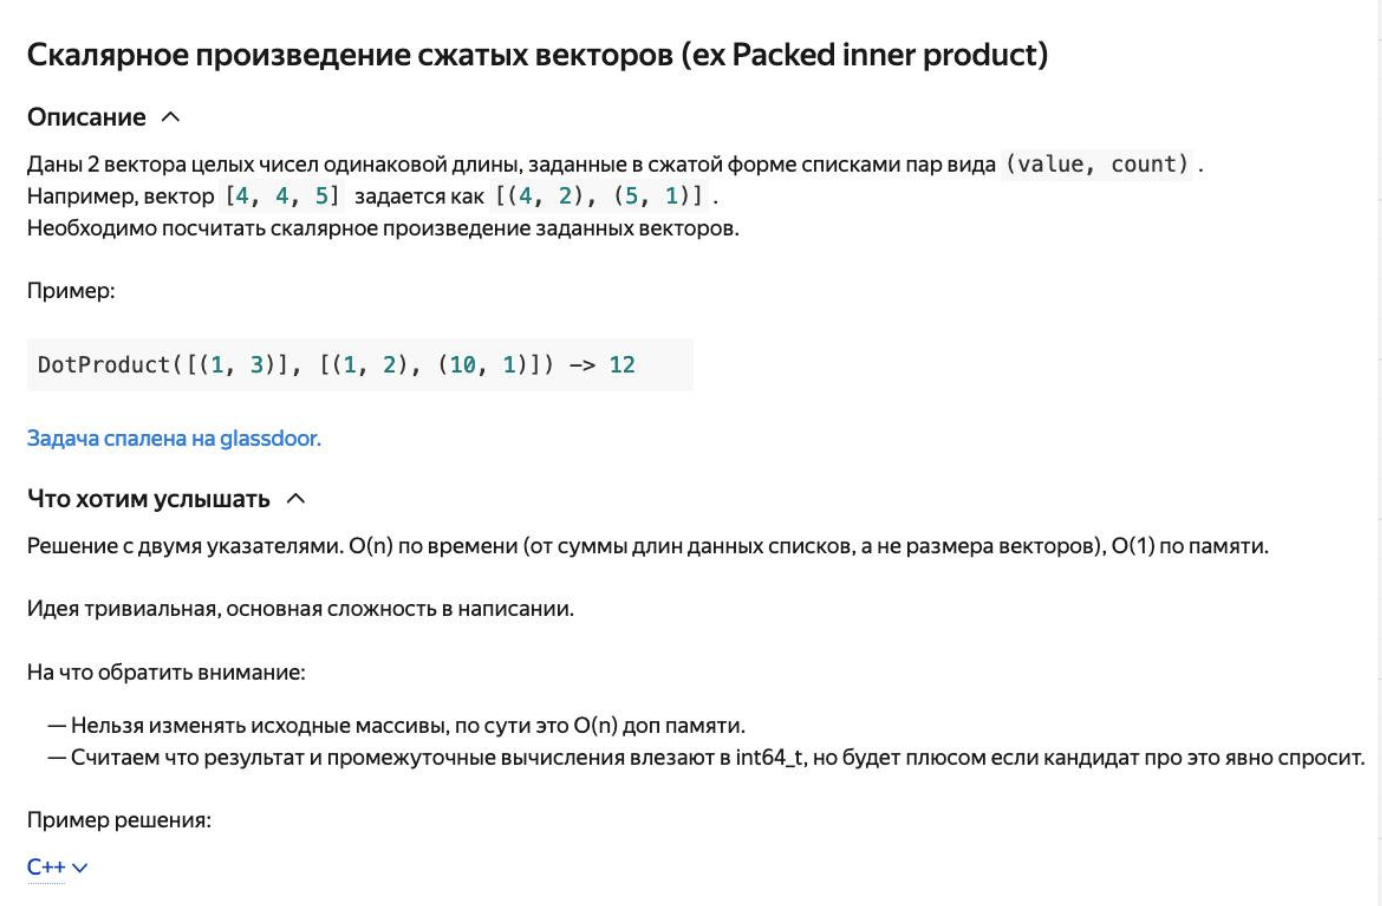 Скалярное произведение сжатых векторов (ex Packed inner product)
Описание
Даны 2 вектора целых чисел одинаковой длины, заданные в сжатой форме списками пар вида (value, count) .
Например, вектор [4, 4, 5] задается как [(4, 2), (5, 1)] .
Необходимо посчитать скалярное произведение заданных векторов.
Пример:
DotProduct([(1, 3)], [(1, 2), (10, 1)]) -> 12
Задача спалена на glassdoor.
Что хотим услышать
Решение с двумя указателями. O(n) по времени (от суммы длин данных списков, а не размера векторов), O(1) по памяти.
Идея тривиальная, основная сложность в написании.
На что обратить внимание:
— Нельзя изменять исходные массивы, по сути это O(n) доп памяти.
— Считаем что результат и промежуточные вычисления влезают в int64_t, но будет плюсом если кандидат про это явно спросит.
Пример решения:
C++